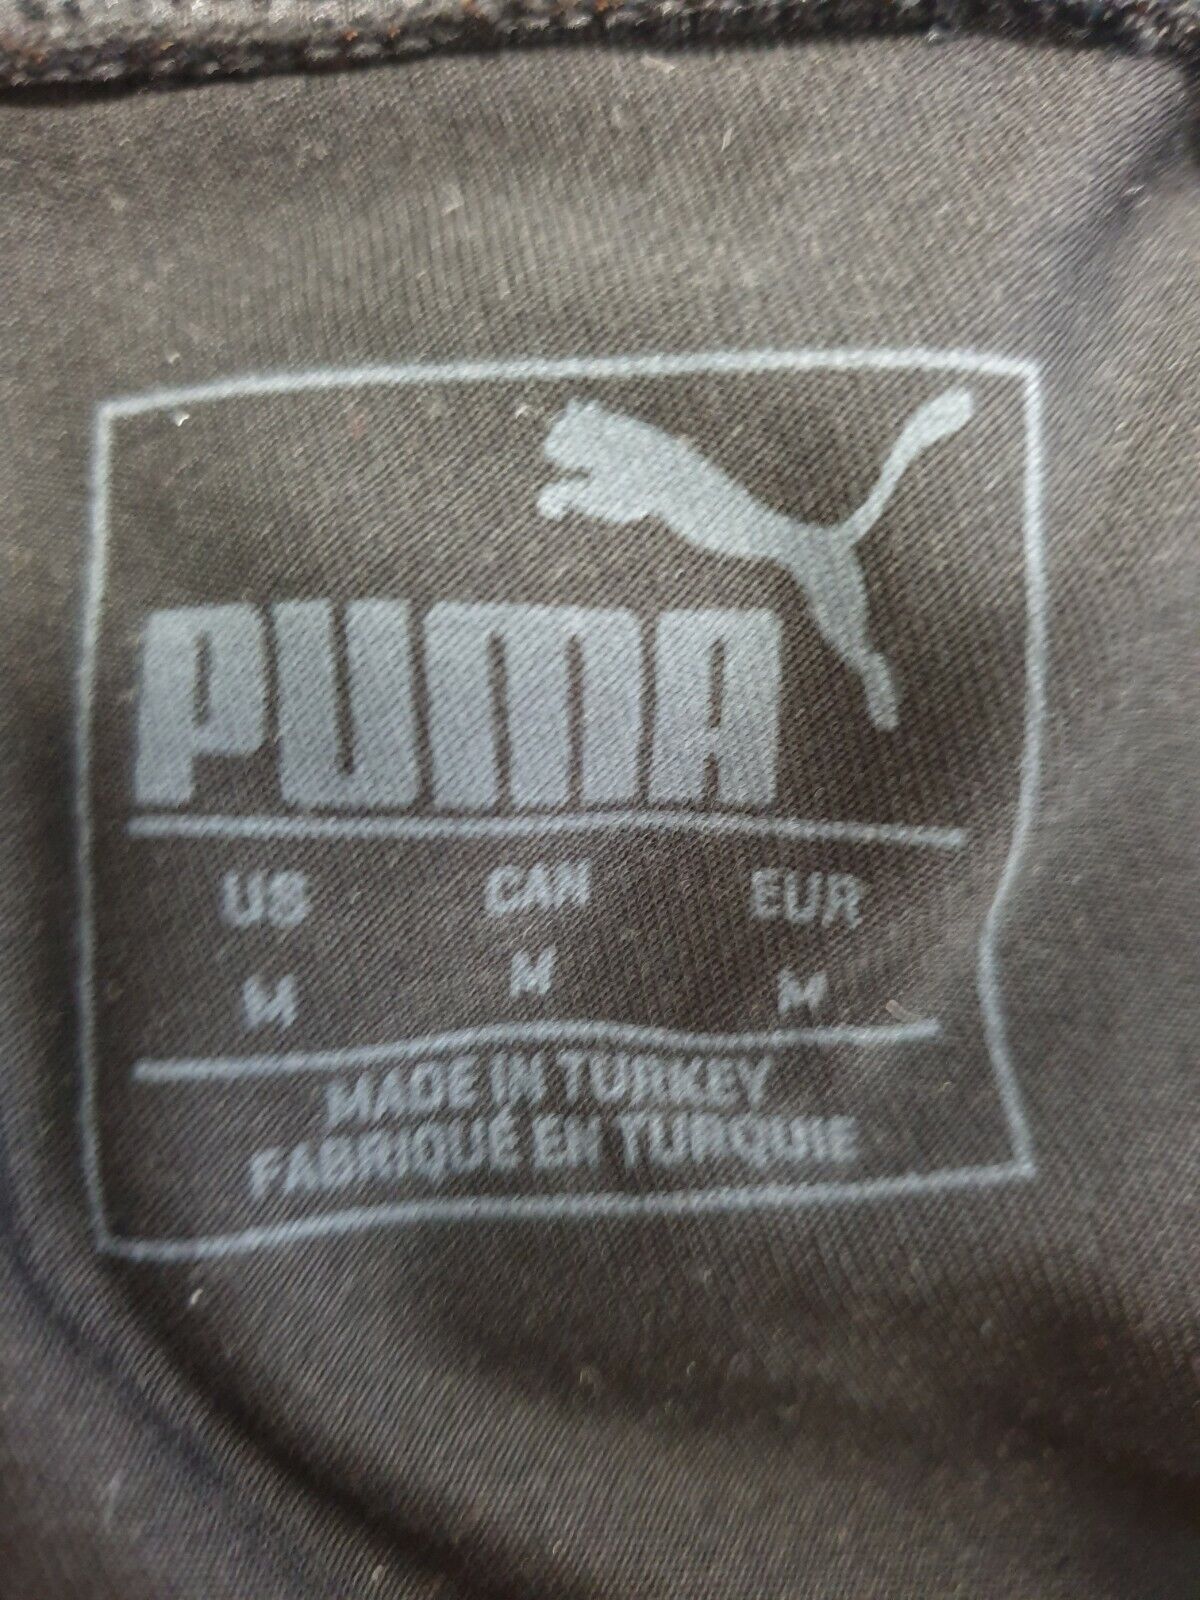 PUMA
US CAN EUR
M M M
MADE IN TURKEY
FABRIQUÉ EN TURQUIE